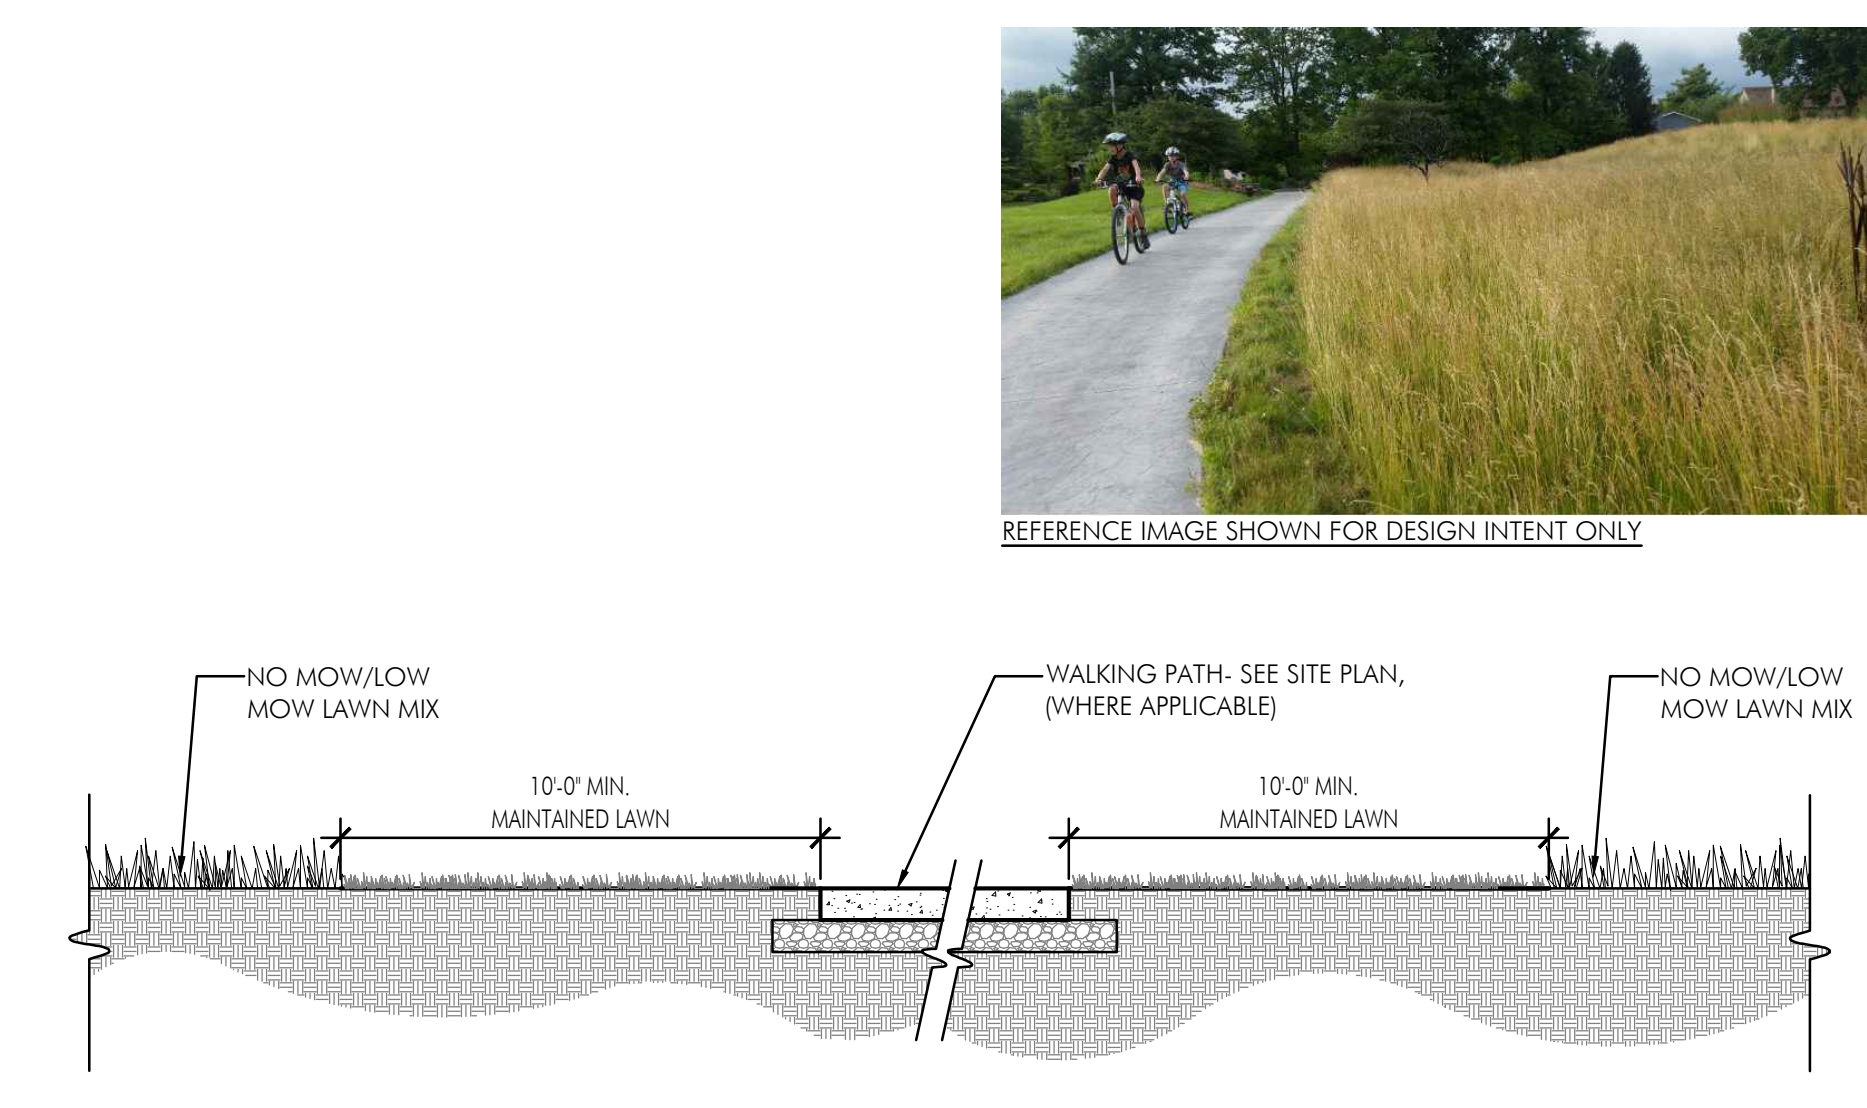 REFERENCE IMAGE SHOWN FOR DESIGN INTENT ONLY
NO MOW/LOW
MOW LAWN MIX
WALKING PATH- SEE SITE PLAN,
(WHERE APPLICABLE)
NO MOW/LOW
MOW LAWN MIX
10'-0" MIN.
MAINTAINED LAWN
10'-0" MIN.
MAINTAINED LAWN